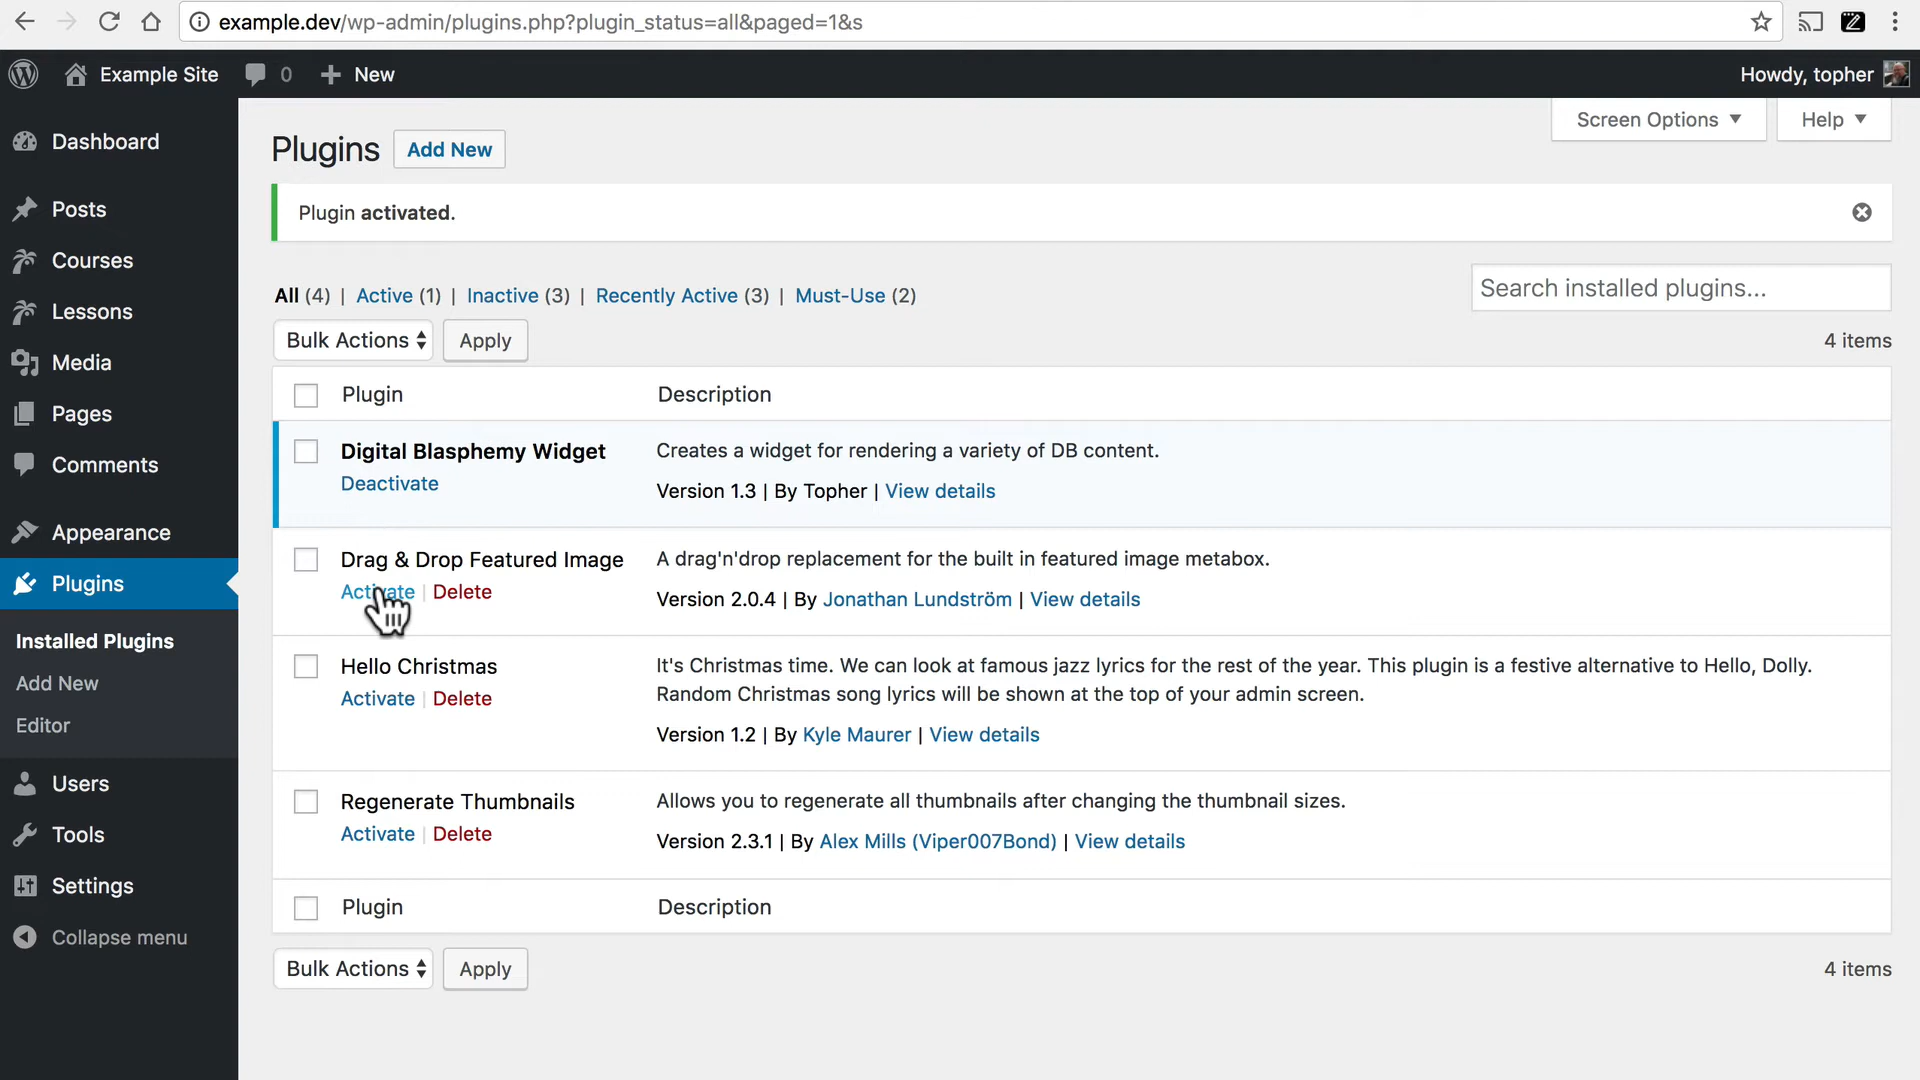 example.dev/wp-admin/plugins.php?plugin_status=all&paged=1&s
Example Site 0 New Howdy, topher
Screen Options Help
Dashboard
Posts
Courses
Lessons
Media
Pages
Comments
Appearance
Plugins
Installed Plugins
Add New
Editor
Users
Tools
Settings
Collapse menu
Plugins Add New
Plugin activated.
All (4) | Active (1) | Inactive (3) | Recently Active (3) | Must-Use (2)
Search installed plugins...
Bulk Actions Apply 4 items
Plugin Description
Digital Blasphemy Widget Creates a widget for rendering a variety of DB content.
Deactivate Version 1.3 | By Topher | View details
Drag & Drop Featured Image A drag'n'drop replacement for the built in featured image metabox.
Activate | Delete Version 2.0.4 | By Jonathan Lundström | View details
Hello Christmas It's Christmas time. We can look at famous jazz lyrics for the rest of the year. This plugin is a festive alternative to Hello, Dolly.
Activate | Delete Random Christmas song lyrics will be shown at the top of your admin screen.
Version 1.2 | By Kyle Maurer | View details
Regenerate Thumbnails Allows you to regenerate all thumbnails after changing the thumbnail sizes.
Activate | Delete Version 2.3.1 | By Alex Mills (Viper007Bond) | View details
Plugin Description
Bulk Actions Apply 4 items